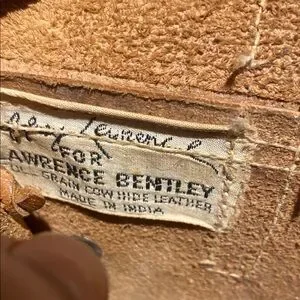 FOR
LAWRENCE BENTLEY
GRAIN COWHIDE LEATHER
MADE IN INDIA